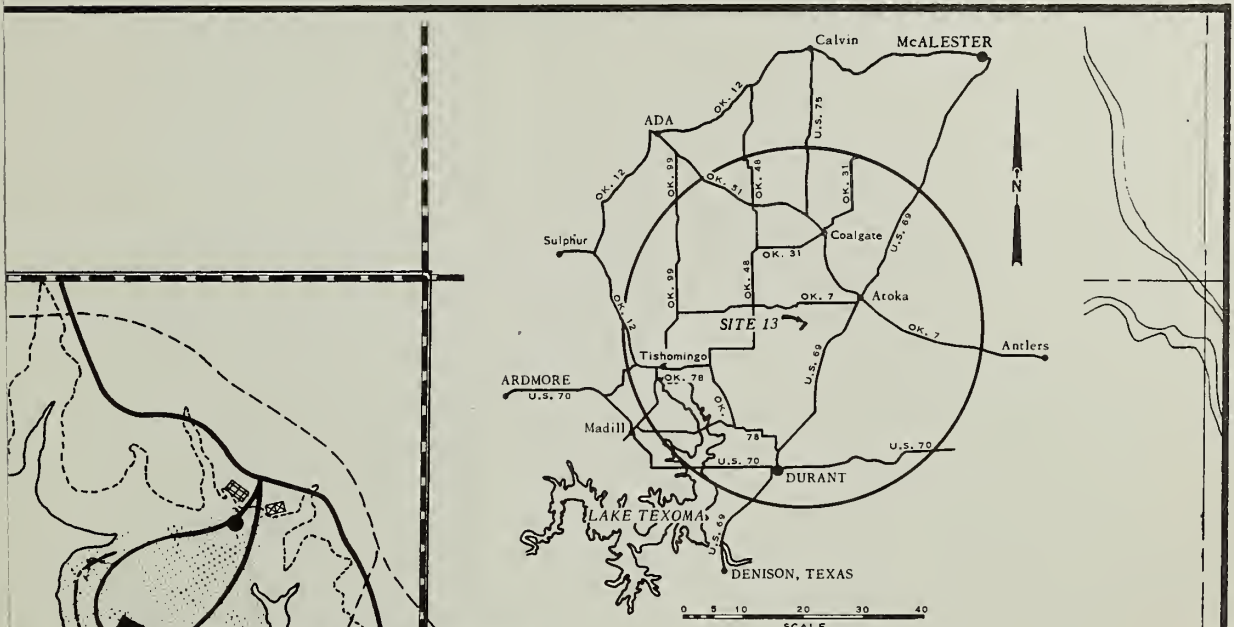 Calvin
McALESTER
OK. 12
U.S. 75
ADA
OK. 99
OK. 48
OK. 31
OK. 12
OK. 51
U.S. 69
N
Sulphur
Coalgate
OK. 31
OK. 99
OK. 48
OK. 7
Atoka
OK. 12
SITE 13
OK. 7
Antlers
Tishomingo
U.S. 69
ARDMORE
OK. 78
U.S. 70
OK.
Madill
78
U.S. 70
U.S. 70
DURANT
LAKE TEXOMA
U.S. 69
DENISON, TEXAS
0 5 10 20 30 40
SCALE